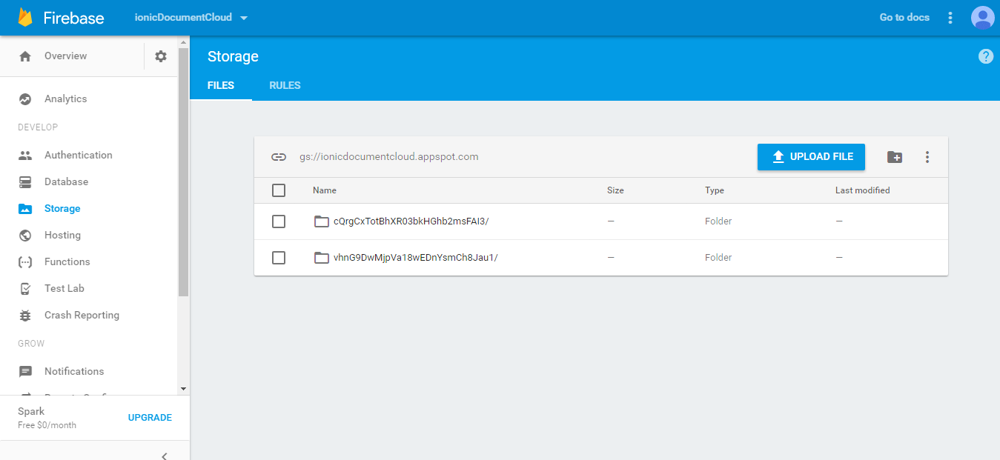 Firebase
ionicDocumentCloud
Go to docs
Overview
Storage
?
FILES
RULES
Analytics
DEVELOP
Authentication
Database
Storage
Hosting
Functions
Test Lab
Crash Reporting
GROW
Notifications
Spark
Free $0/month
UPGRADE
gs://ionicdocumentcloud.appspot.com
UPLOAD FILE
Name Size Type Last modified
cQrgCxTotBhXR03bkHGhb2msFAI3/ — Folder —
vhnG9DwMjpVa18wEDnYsmCh8Jau1/ — Folder —